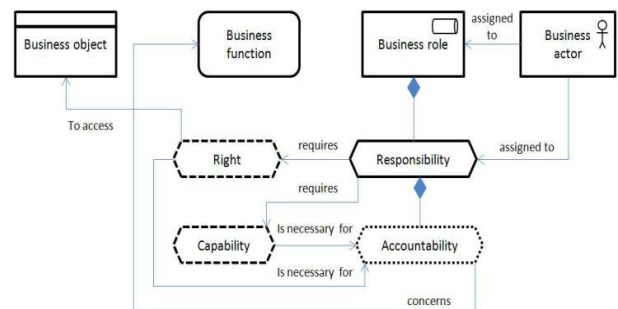 Business object
Business
function
Business role
assigned
to
Business
actor
To access
Right
requires
Responsibility
assigned to
requires
Capability
Is necessary for
Accountability
Is necessary for
concerns